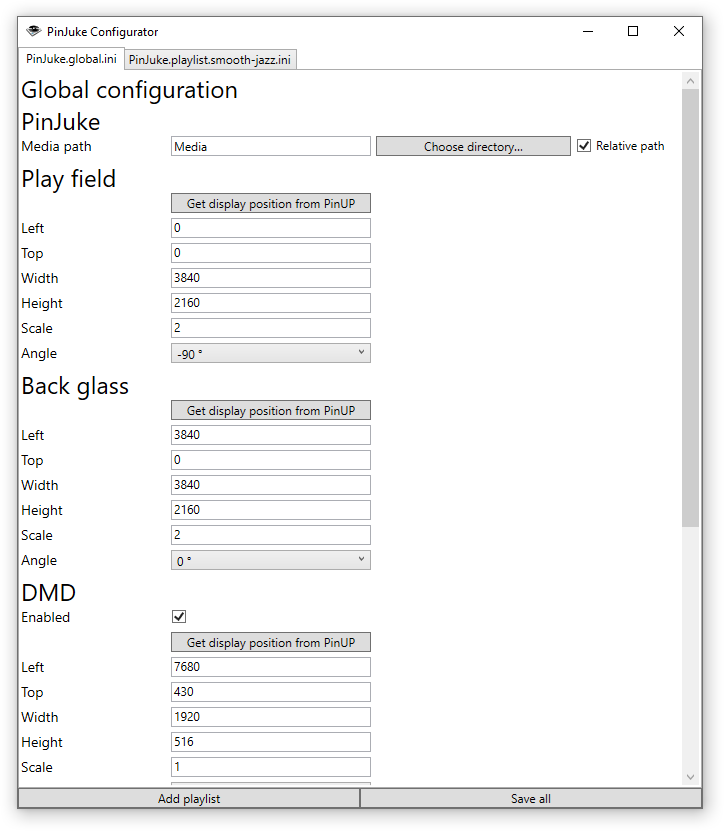 PinJuke Configurator
PinJuke.global.ini PinJuke.playlist.smooth-jazz.ini
Global configuration
PinJuke
Media path Media Choose directory... Relative path
Play field
Get display position from PinUP
Left 0
Top 0
Width 3840
Height 2160
Scale 2
Angle -90 °
Back glass
Get display position from PinUP
Left 3840
Top 0
Width 3840
Height 2160
Scale 2
Angle 0 °
DMD
Enabled
Get display position from PinUP
Left 7680
Top 430
Width 1920
Height 516
Scale 1
Add playlist Save all